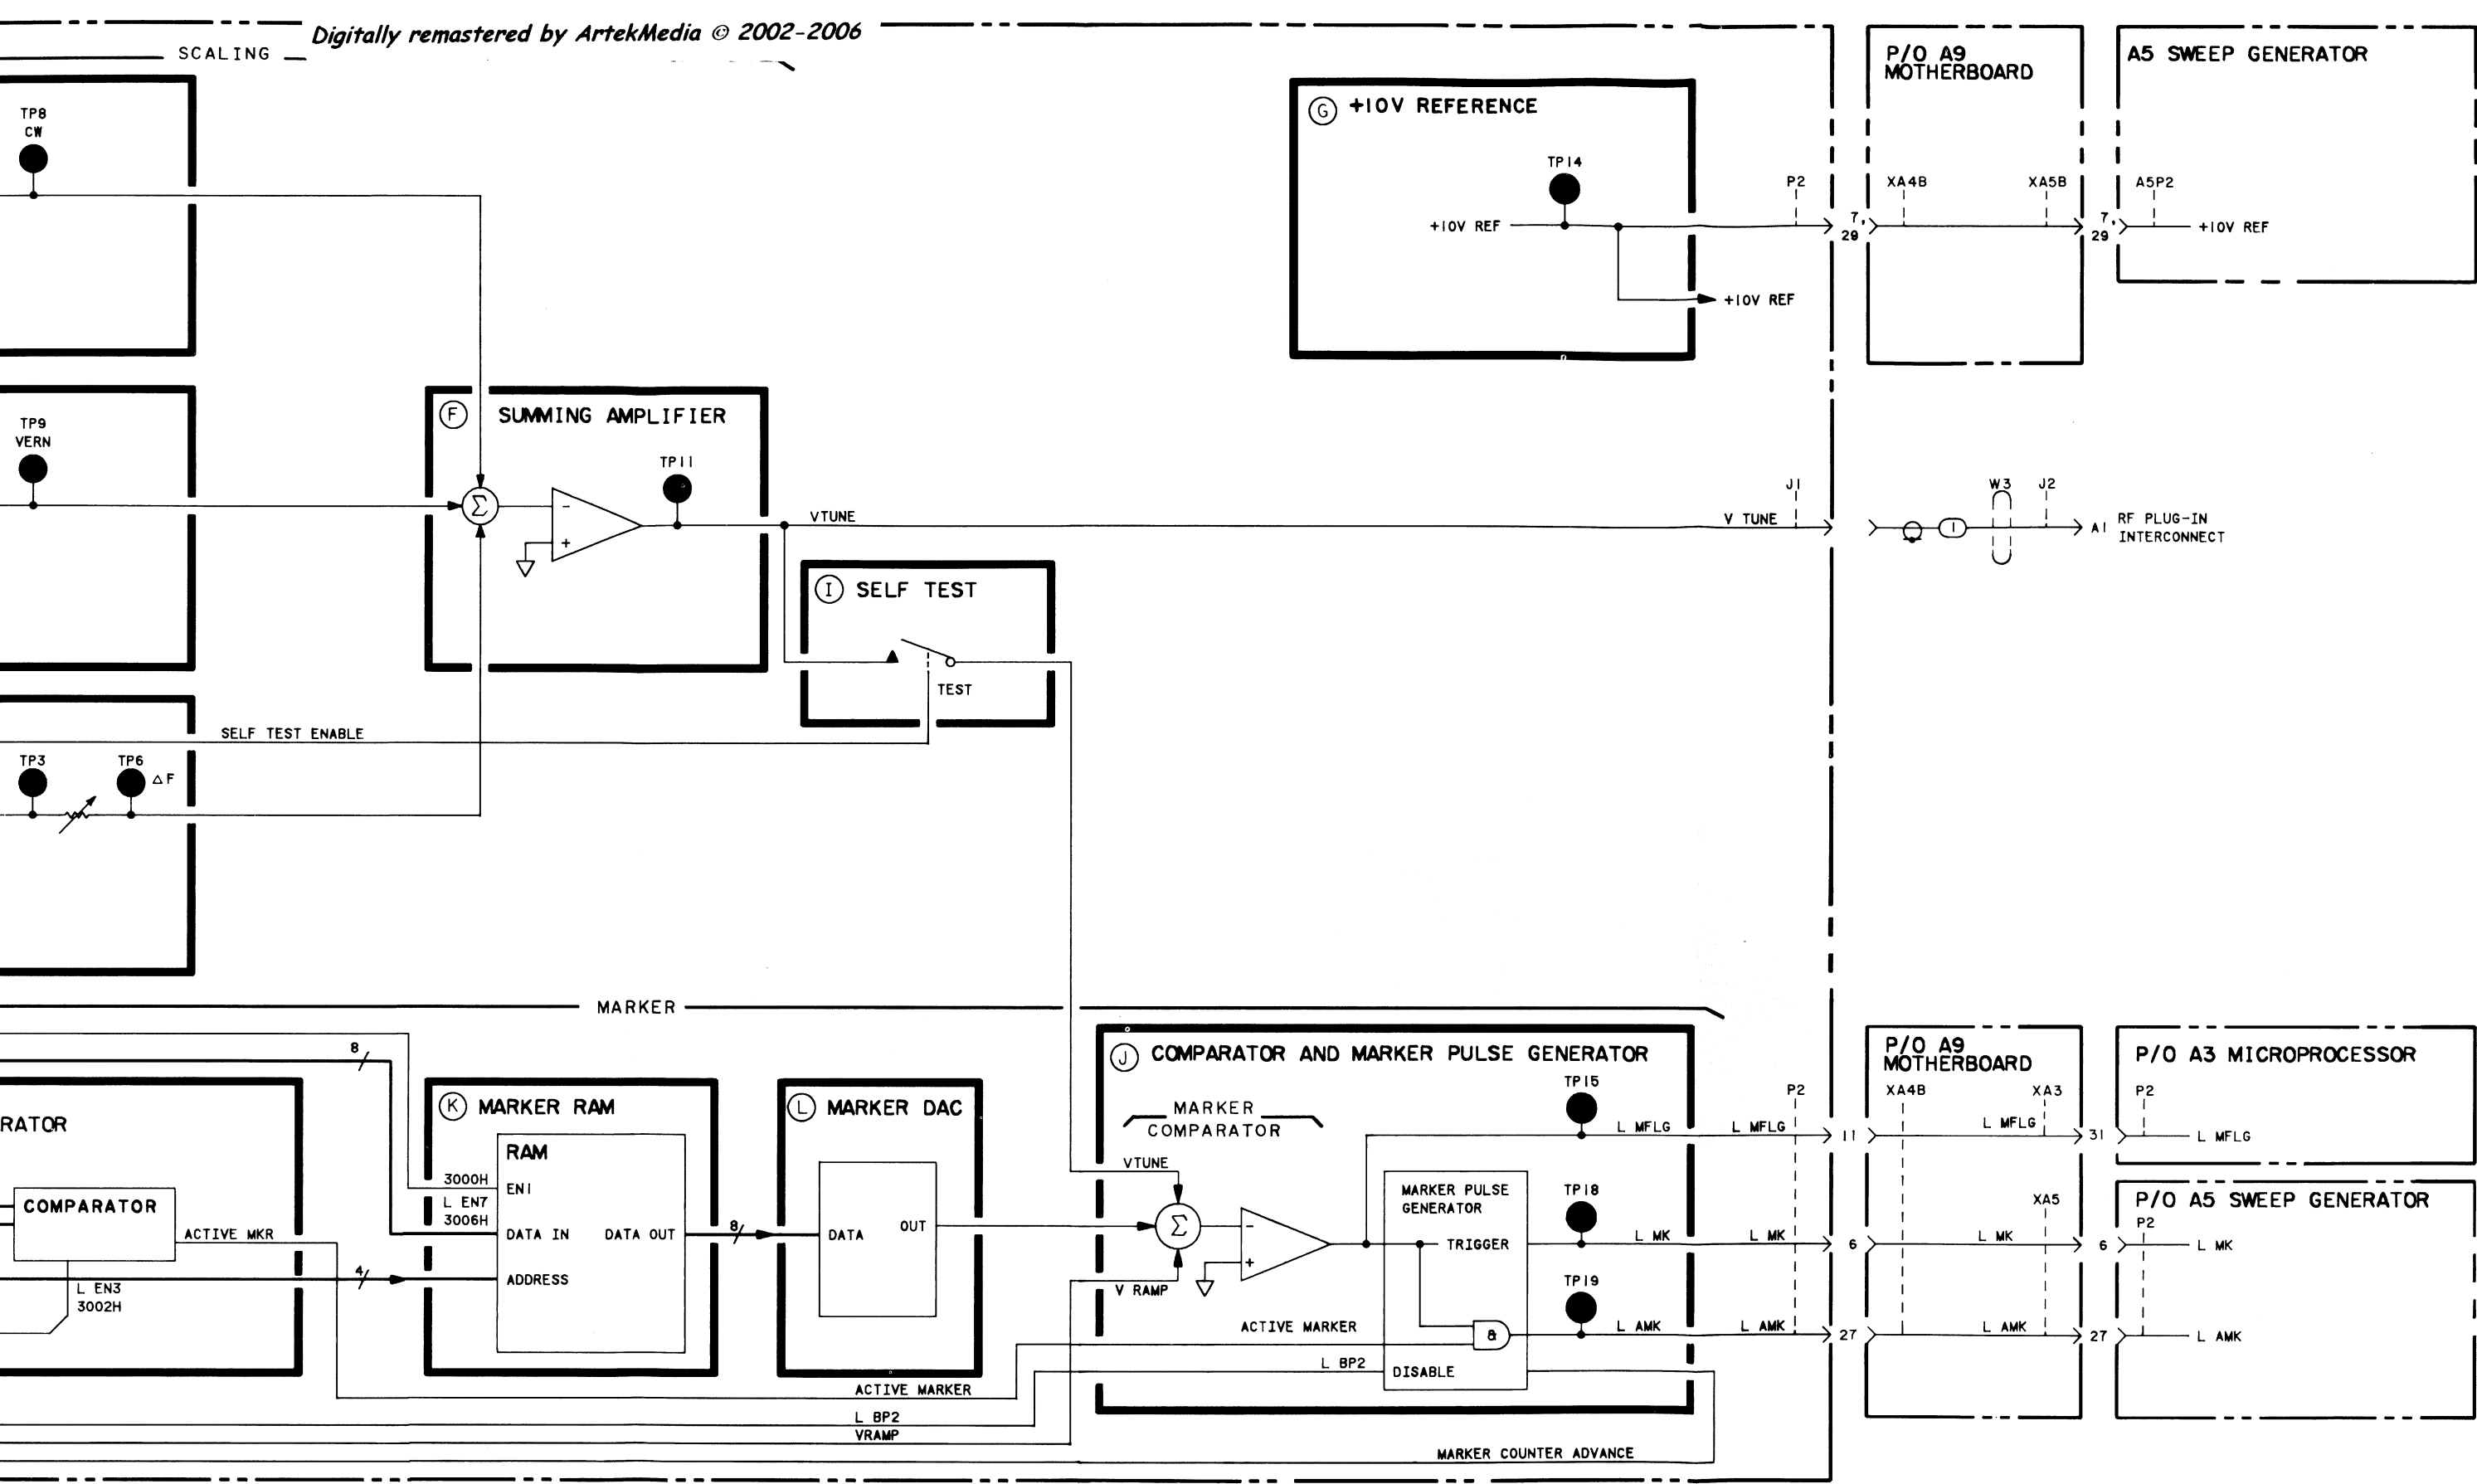 Digitally remastered by ArtekMedia © 2002-2006
SCALING
TP8
CW
G +10V REFERENCE
TP14
+10V REF
+10V REF
P2
7,
29
P/O A9
MOTHERBOARD
XA4B
XA5B
7,
29
A5 SWEEP GENERATOR
A5P2
+10V REF
TP9
VERN
F SUMMING AMPLIFIER
Σ
-
+
TP11
VTUNE
V TUNE
J1
1
W3
J2
A1
RF PLUG-IN
INTERCONNECT
I SELF TEST
TEST
SELF TEST ENABLE
TP3
TP6
△F
MARKER
8
RATOR
COMPARATOR
ACTIVE MKR
L EN3
3002H
4
K MARKER RAM
RAM
3000H
EN1
L EN7
3006H
DATA IN
DATA OUT
ADDRESS
8
L MARKER DAC
DATA
OUT
J COMPARATOR AND MARKER PULSE GENERATOR
MARKER
COMPARATOR
VTUNE
Σ
V RAMP
-
+
TP15
L MFLG
L MFLG
MARKER PULSE
GENERATOR
TRIGGER
TP18
L MK
L MK
TP19
ACTIVE MARKER
&
L AMK
L AMK
L BP2
DISABLE
ACTIVE MARKER
L BP2
VRAMP
MARKER COUNTER ADVANCE
P2
11
6
27
P/O A9
MOTHERBOARD
XA4B
XA3
L MFLG
XA5
L MK
L AMK
31
6
27
P/O A3 MICROPROCESSOR
P2
L MFLG
P/O A5 SWEEP GENERATOR
P2
L MK
L AMK